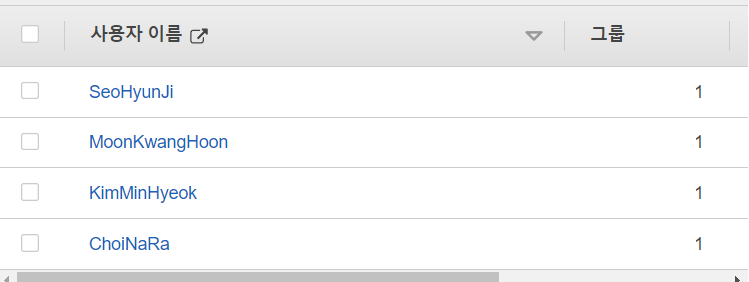 사용자 이름 그룹
SeoHyunJi 1
MoonKwangHoon 1
KimMinHyeok 1
ChoiNaRa 1